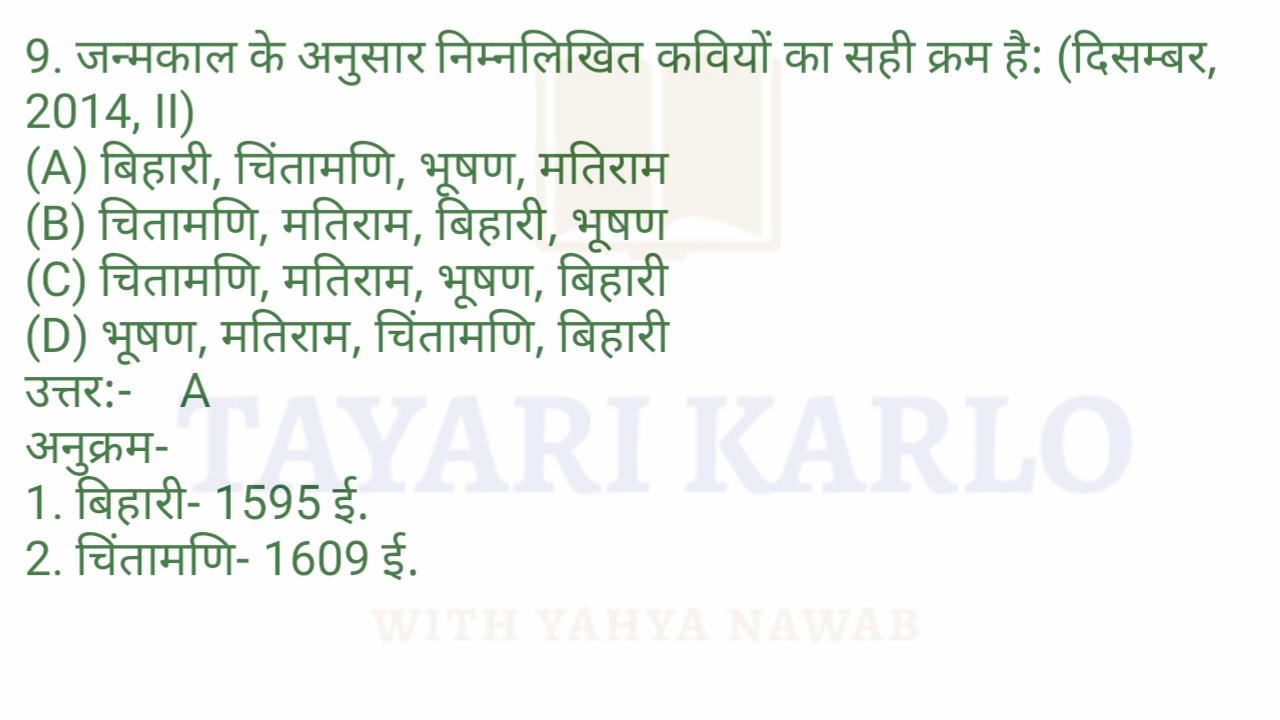 9. जन्मकाल के अनुसार निम्नलिखित कवियों का सही क्रम है: (दिसम्बर,
2014, II)
(A) बिहारी, चिंतामणि, भूषण, मतिराम
(B) चितामणि, मतिराम, बिहारी, भूषण
(C) चितामणि, मतिराम, भूषण, बिहारी
(D) भूषण, मतिराम, चिंतामणि, बिहारी
उत्तर:- A
अनुक्रम-
1. बिहारी- 1595 ई.
2. चिंतामणि- 1609 ई.
TAYARI KARLO
WITH YAHYA NAWAB